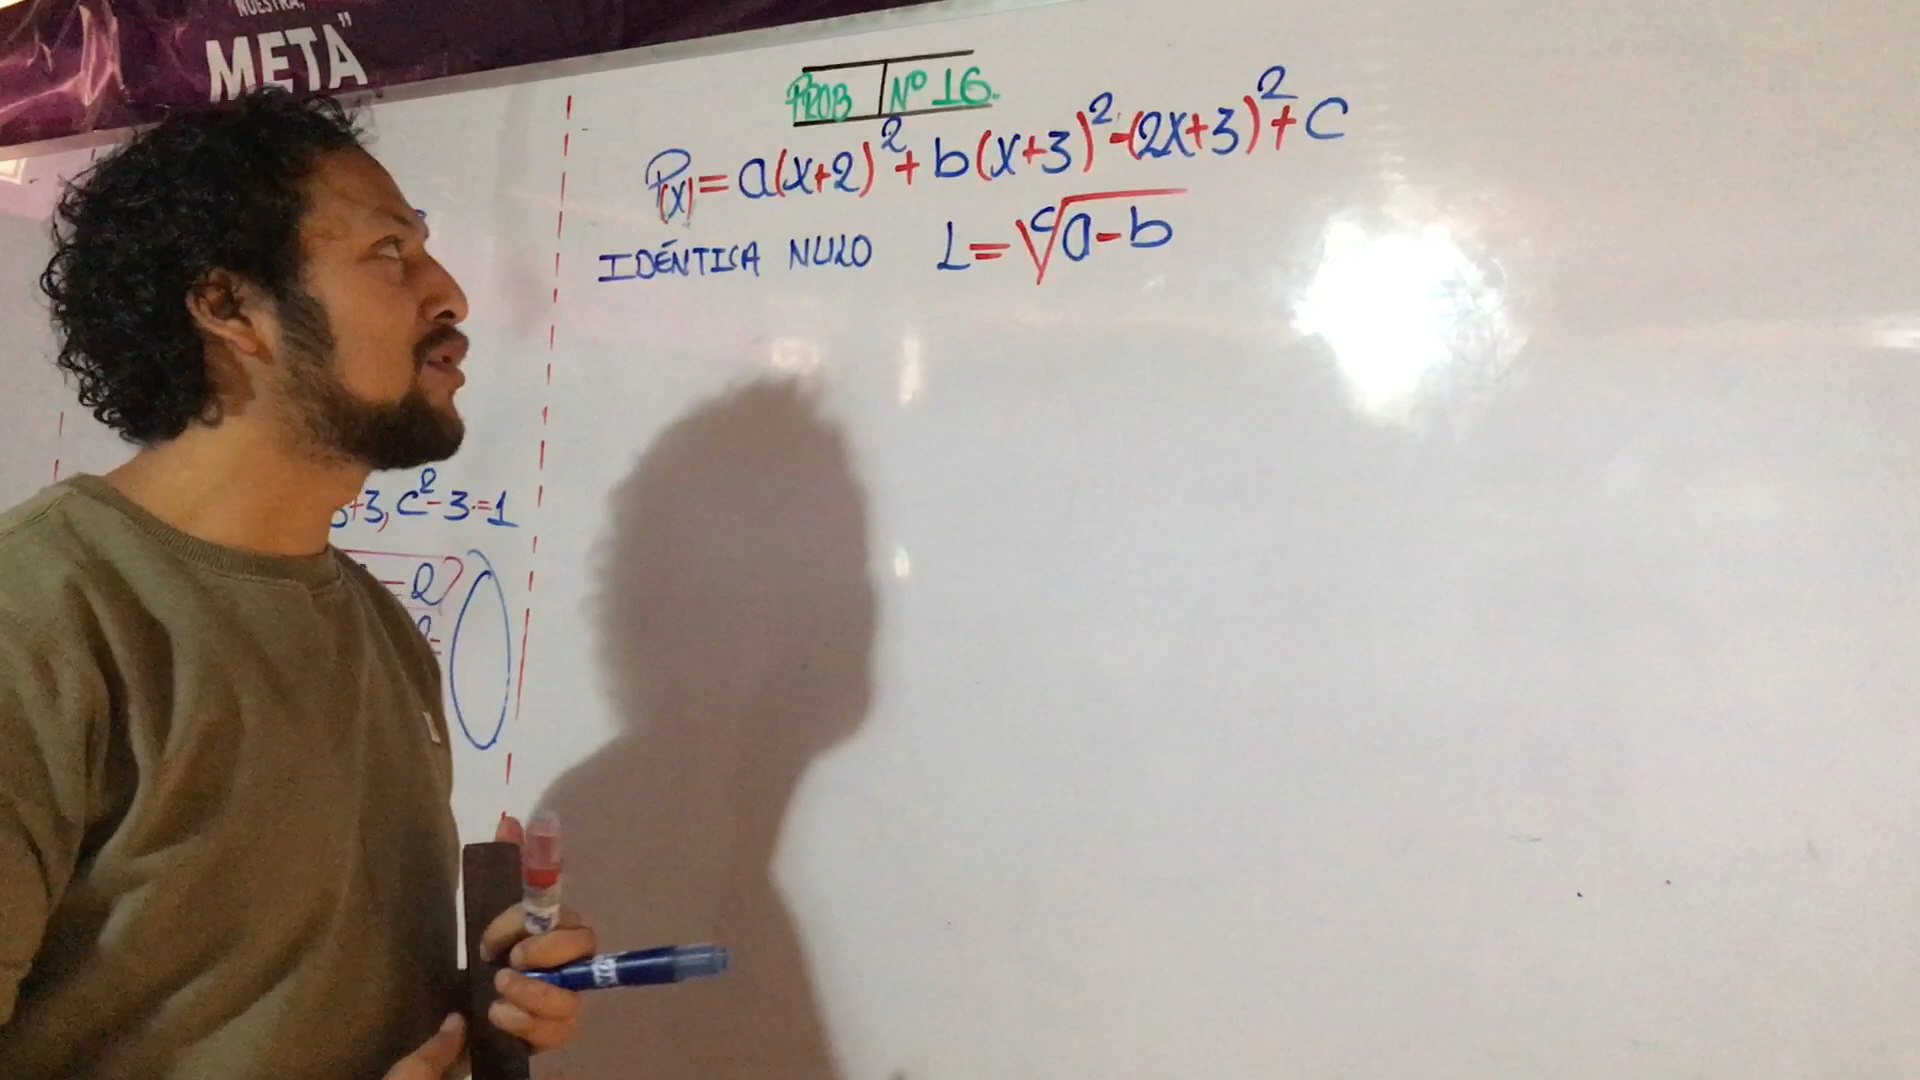 NUESTRA,
META"
PROB Nº 16.
P(x) = a(x+2)² + b(x+3)² - (2x+3)² + c
IDÉNTICA NULO L = ᶜ√(a-b)
+3, c²-3=1